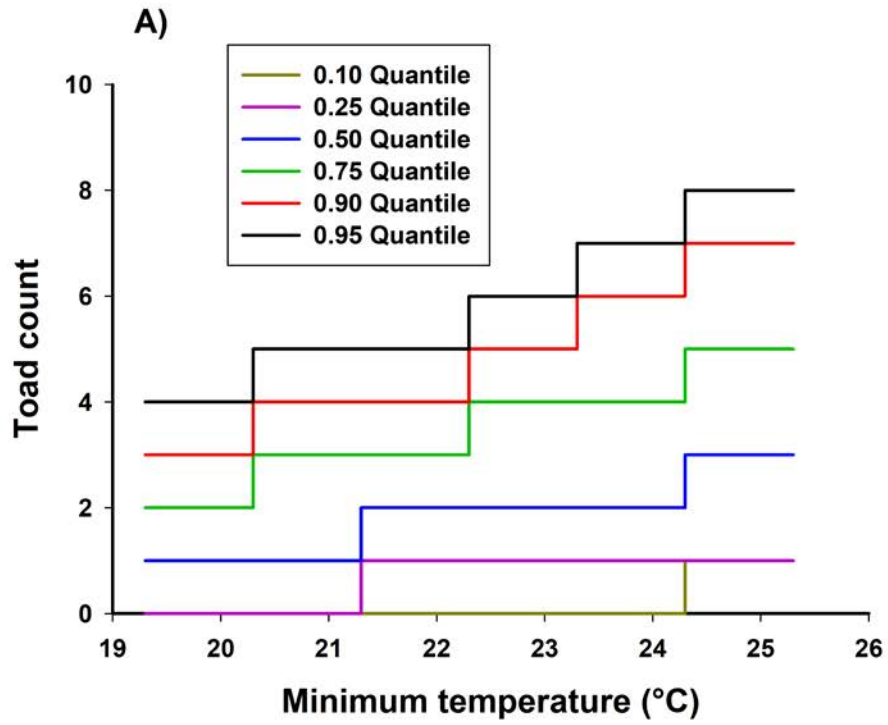 A)
0.10 Quantile
0.25 Quantile
0.50 Quantile
0.75 Quantile
0.90 Quantile
0.95 Quantile
10
8
6
4
2
0
Toad count
19 20 21 22 23 24 25 26
Minimum temperature (°C)